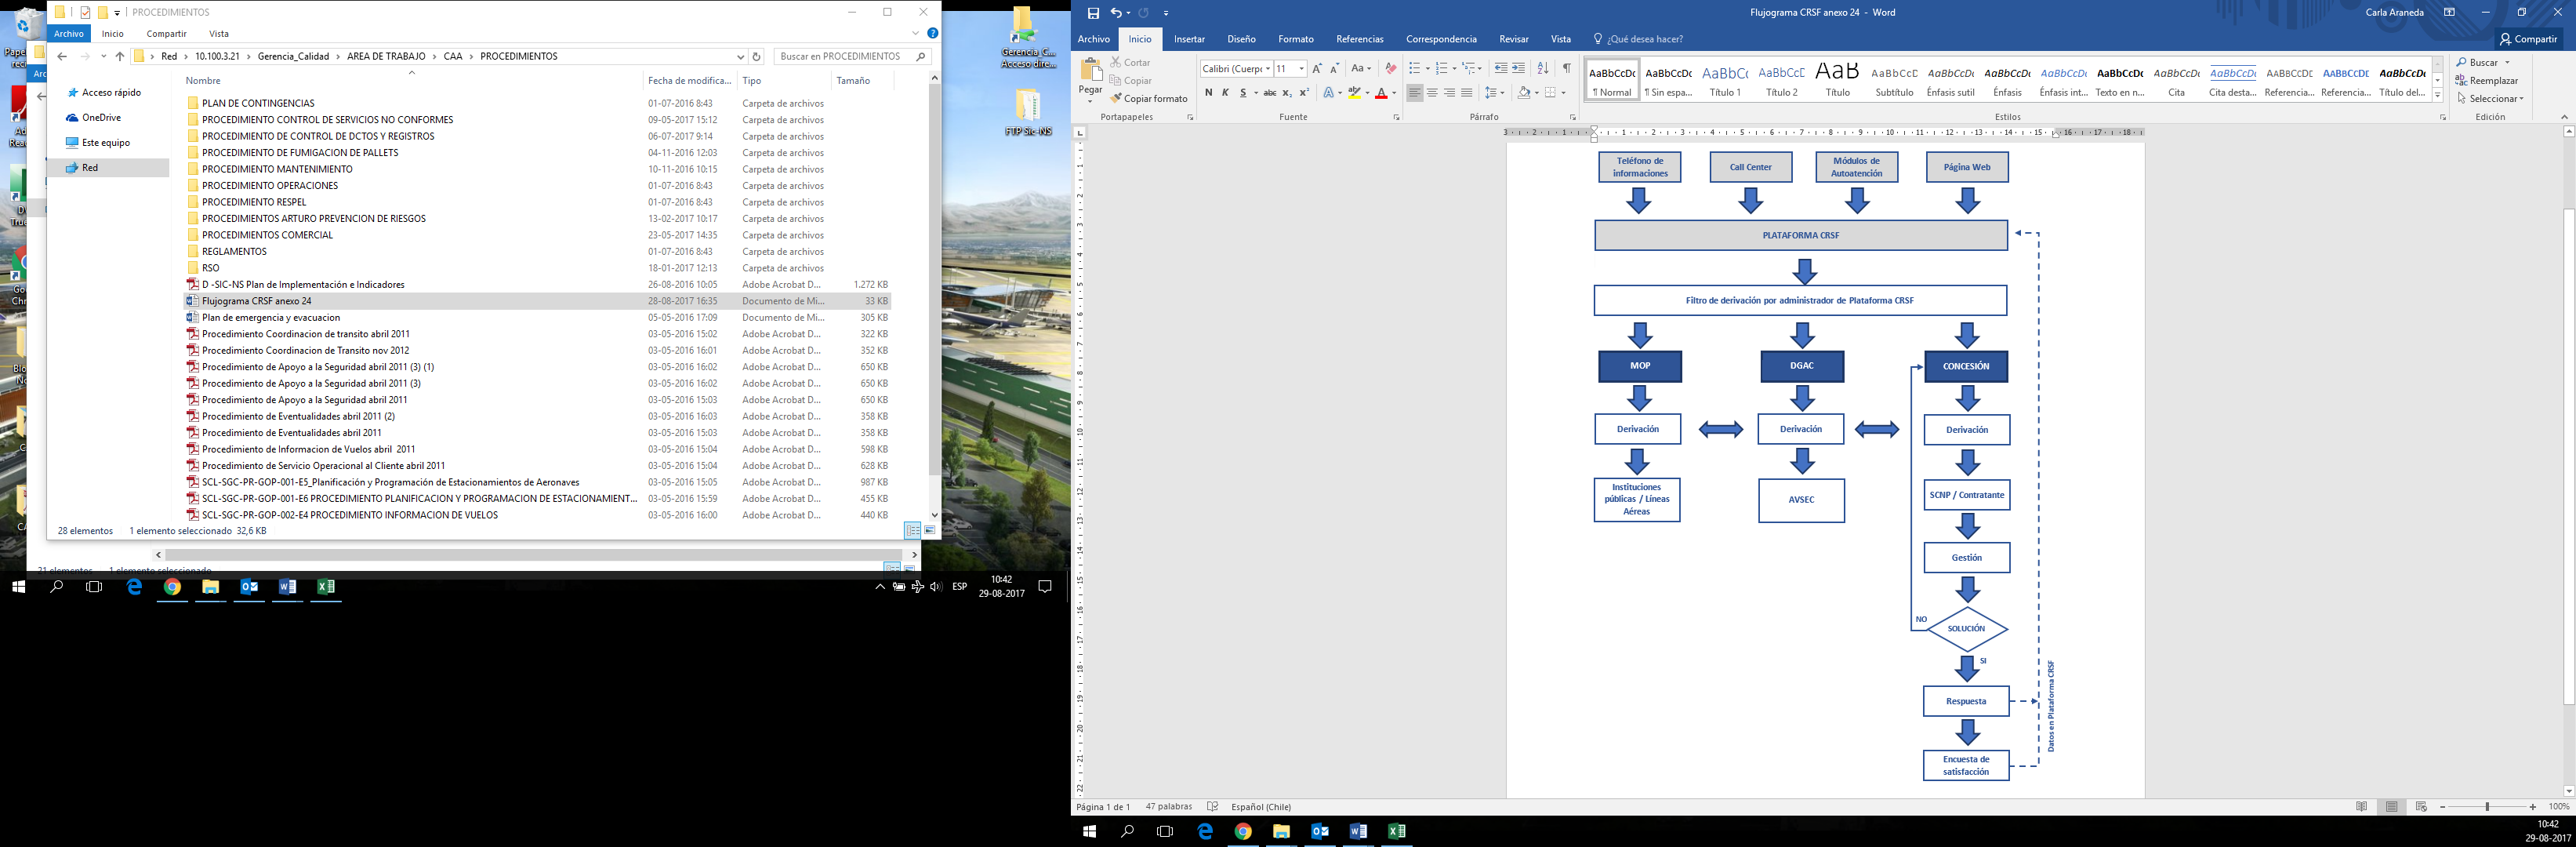 PROCEDIMIENTOS
Archivo
Inicio
Compartir
Vista
Red > 10.100.3.21 > Gerencia_Calidad > AREA DE TRABAJO > CAA > PROCEDIMIENTOS
Buscar en PROCEDIMIENTOS
Acceso rápido
OneDrive
Este equipo
Red
Nombre Fecha de modifica... Tipo Tamaño
PLAN DE CONTINGENCIAS 01-07-2016 8:43 Carpeta de archivos
PROCEDIMIENTO CONTROL DE SERVICIOS NO CONFORMES 09-05-2017 15:12 Carpeta de archivos
PROCEDIMIENTO DE CONTROL DE DCTOS Y REGISTROS 06-07-2017 9:14 Carpeta de archivos
PROCEDIMIENTO DE FUMIGACION DE PALLETS 04-11-2016 12:03 Carpeta de archivos
PROCEDIMIENTO MANTENIMIENTO 10-11-2016 10:15 Carpeta de archivos
PROCEDIMIENTO OPERACIONES 01-07-2016 8:43 Carpeta de archivos
PROCEDIMIENTO RESPEL 01-07-2016 8:43 Carpeta de archivos
PROCEDIMIENTOS ARTURO PREVENCION DE RIESGOS 13-02-2017 10:17 Carpeta de archivos
PROCEDIMIENTOS COMERCIAL 23-05-2017 14:35 Carpeta de archivos
REGLAMENTOS 01-07-2016 8:43 Carpeta de archivos
RSO 18-01-2017 12:13 Carpeta de archivos
D -SIC-NS Plan de Implementación e Indicadores 26-08-2016 10:05 Adobe Acrobat D... 1.272 KB
Flujograma CRSF anexo 24 28-08-2017 16:35 Documento de Mi... 33 KB
Plan de emergencia y evacuacion 05-05-2016 17:09 Documento de Mi... 305 KB
Procedimiento Coordinacion de transito abril 2011 03-05-2016 15:02 Adobe Acrobat D... 322 KB
Procedimiento Coordinacion de Transito nov 2012 03-05-2016 16:01 Adobe Acrobat D... 352 KB
Procedimiento de Apoyo a la Seguridad abril 2011 (3) (1) 03-05-2016 16:02 Adobe Acrobat D... 650 KB
Procedimiento de Apoyo a la Seguridad abril 2011 (3) 03-05-2016 16:02 Adobe Acrobat D... 650 KB
Procedimiento de Apoyo a la Seguridad abril 2011 03-05-2016 15:03 Adobe Acrobat D... 650 KB
Procedimiento de Eventualidades abril 2011 (2) 03-05-2016 16:03 Adobe Acrobat D... 358 KB
Procedimiento de Eventualidades abril 2011 03-05-2016 15:03 Adobe Acrobat D... 358 KB
Procedimiento de Informacion de Vuelos abril 2011 03-05-2016 15:04 Adobe Acrobat D... 598 KB
Procedimiento de Servicio Operacional al Cliente abril 2011 03-05-2016 15:04 Adobe Acrobat D... 628 KB
SCL-SGC-PR-GOP-001-E5_Planificación y Programación de Estacionamientos de Aeronaves 03-05-2016 15:05 Adobe Acrobat D... 987 KB
SCL-SGC-PR-GOP-001-E6 PROCEDIMIENTO PLANIFICACION Y PROGRAMACION DE ESTACIONAMIENT... 03-05-2016 15:59 Adobe Acrobat D... 455 KB
SCL-SGC-PR-GOP-002-E4 PROCEDIMIENTO INFORMACION DE VUELOS 03-05-2016 16:00 Adobe Acrobat D... 440 KB
28 elementos 1 elemento seleccionado 32,6 KB
21 elementos 1 elemento seleccionado
Gerencia_C...
Acceso dire...
FTP Sic-NS
ESP
10:42
29-08-2017
Flujograma CRSF anexo 24 - Word
Carla Araneda
Archivo Inicio Insertar Diseño Formato Referencias Correspondencia Revisar Vista ¿Qué desea hacer? Compartir
Pegar
Cortar
Copiar
Copiar formato
Portapapeles
Calibri (Cuerp 11
N K S abc x₂ x²
Fuente
Párrafo
¶ Normal
¶ Sin espa...
Título 1
Título 2
Título
Subtítulo
Énfasis sutil
Énfasis
Énfasis int...
Texto en n...
Cita
Cita desta...
Referencia...
Referencia...
Título del...
Estilos
Buscar
Reemplazar
Seleccionar
Edición
Teléfono de
informaciones
Call Center
Módulos de
Autoatención
Página Web
PLATAFORMA CRSF
Filtro de derivación por administrador de Plataforma CRSF
MOP
DGAC
CONCESIÓN
Derivación
Derivación
Derivación
Instituciones
públicas / Líneas
Aéreas
AVSEC
SCNP / Contratante
Gestión
NO
SOLUCIÓN
SI
Respuesta
Encuesta de
satisfacción
Datos en Plataforma CRSF
Página 1 de 1 47 palabras Español (Chile)
100%
10:42
29-08-2017